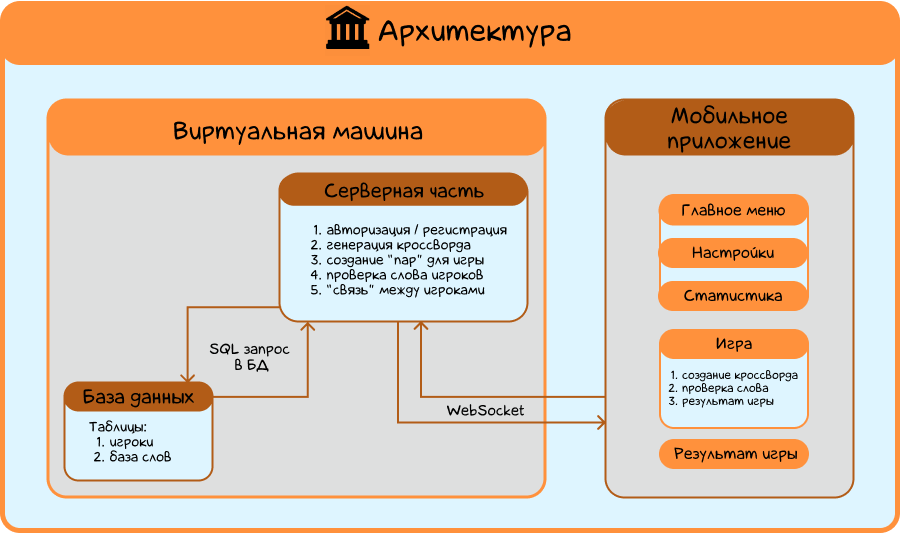 Архитектура
Виртуальная машина
Серверная часть
1. авторизация / регистрация
2. генерация кроссворда
3. создание "пар" для игры
4. проверка слова игроков
5. "связь" между игроками
SQL запрос
в БД
База данных
Таблицы:
1. игроки
2. база слов
WebSocket
Мобильное
приложение
Главное меню
Настройки
Статистика
Игра
1. создание кроссворда
2. проверка слова
3. результат игры
Результат игры